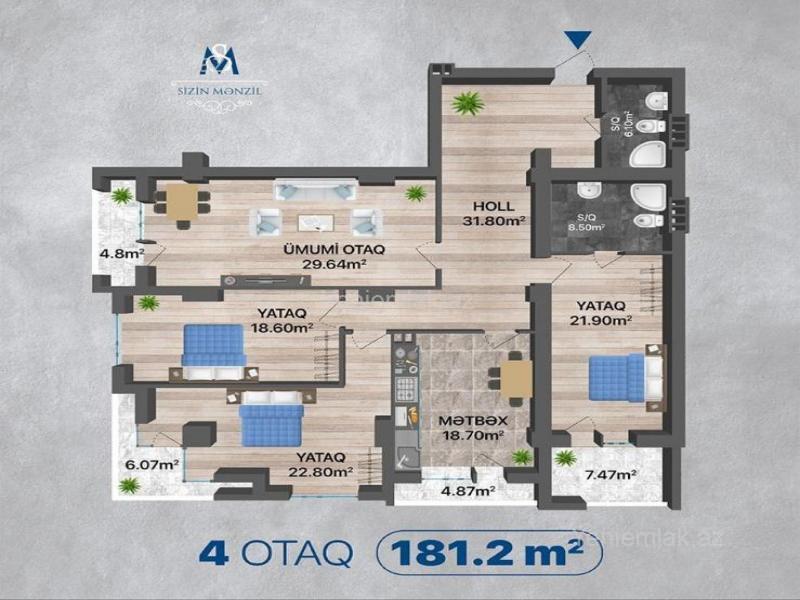 SM
SİZİN MƏNZİL
S/Q
6.10m²
HOLL
31.80m²
S/Q
8.50m²
4.8m²
ÜMUMİ OTAQ
29.64m²
YATAQ
18.60m²
YATAQ
21.90m²
MƏTBƏX
18.70m²
YATAQ
22.80m²
6.07m²
4.87m²
7.47m²
yeniemlak.az
4 OTAQ 181.2 m²